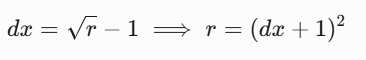 dx = √r − 1 ⟹ r = (dx + 1)²